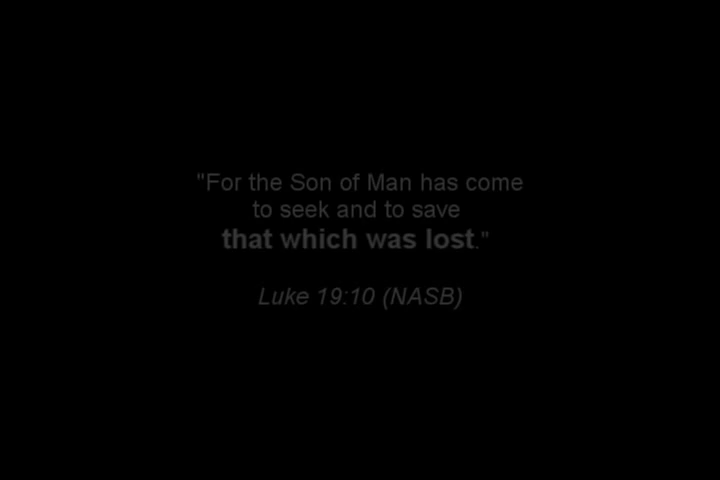 "For the Son of Man has come
to seek and to save
that which was lost."
Luke 19:10 (NASB)